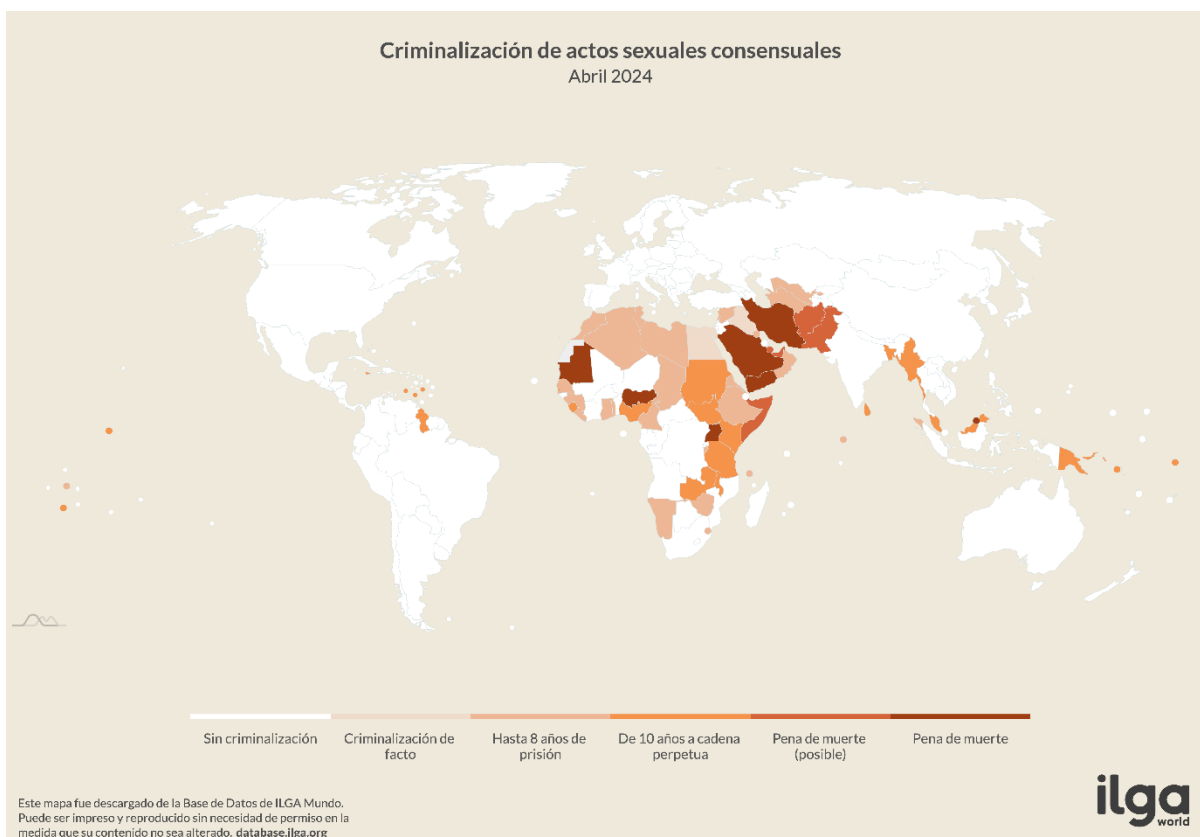 Criminalización de actos sexuales consensuales
Abril 2024
Sin criminalización
Criminalización de
facto
Hasta 8 años de
prisión
De 10 años a cadena
perpetua
Pena de muerte
(posible)
Pena de muerte
Este mapa fue descargado de la Base de Datos de ILGA Mundo.
Puede ser impreso y reproducido sin necesidad de permiso en la
medida que su contenido no sea alterado. database.ilga.org
ilga
world